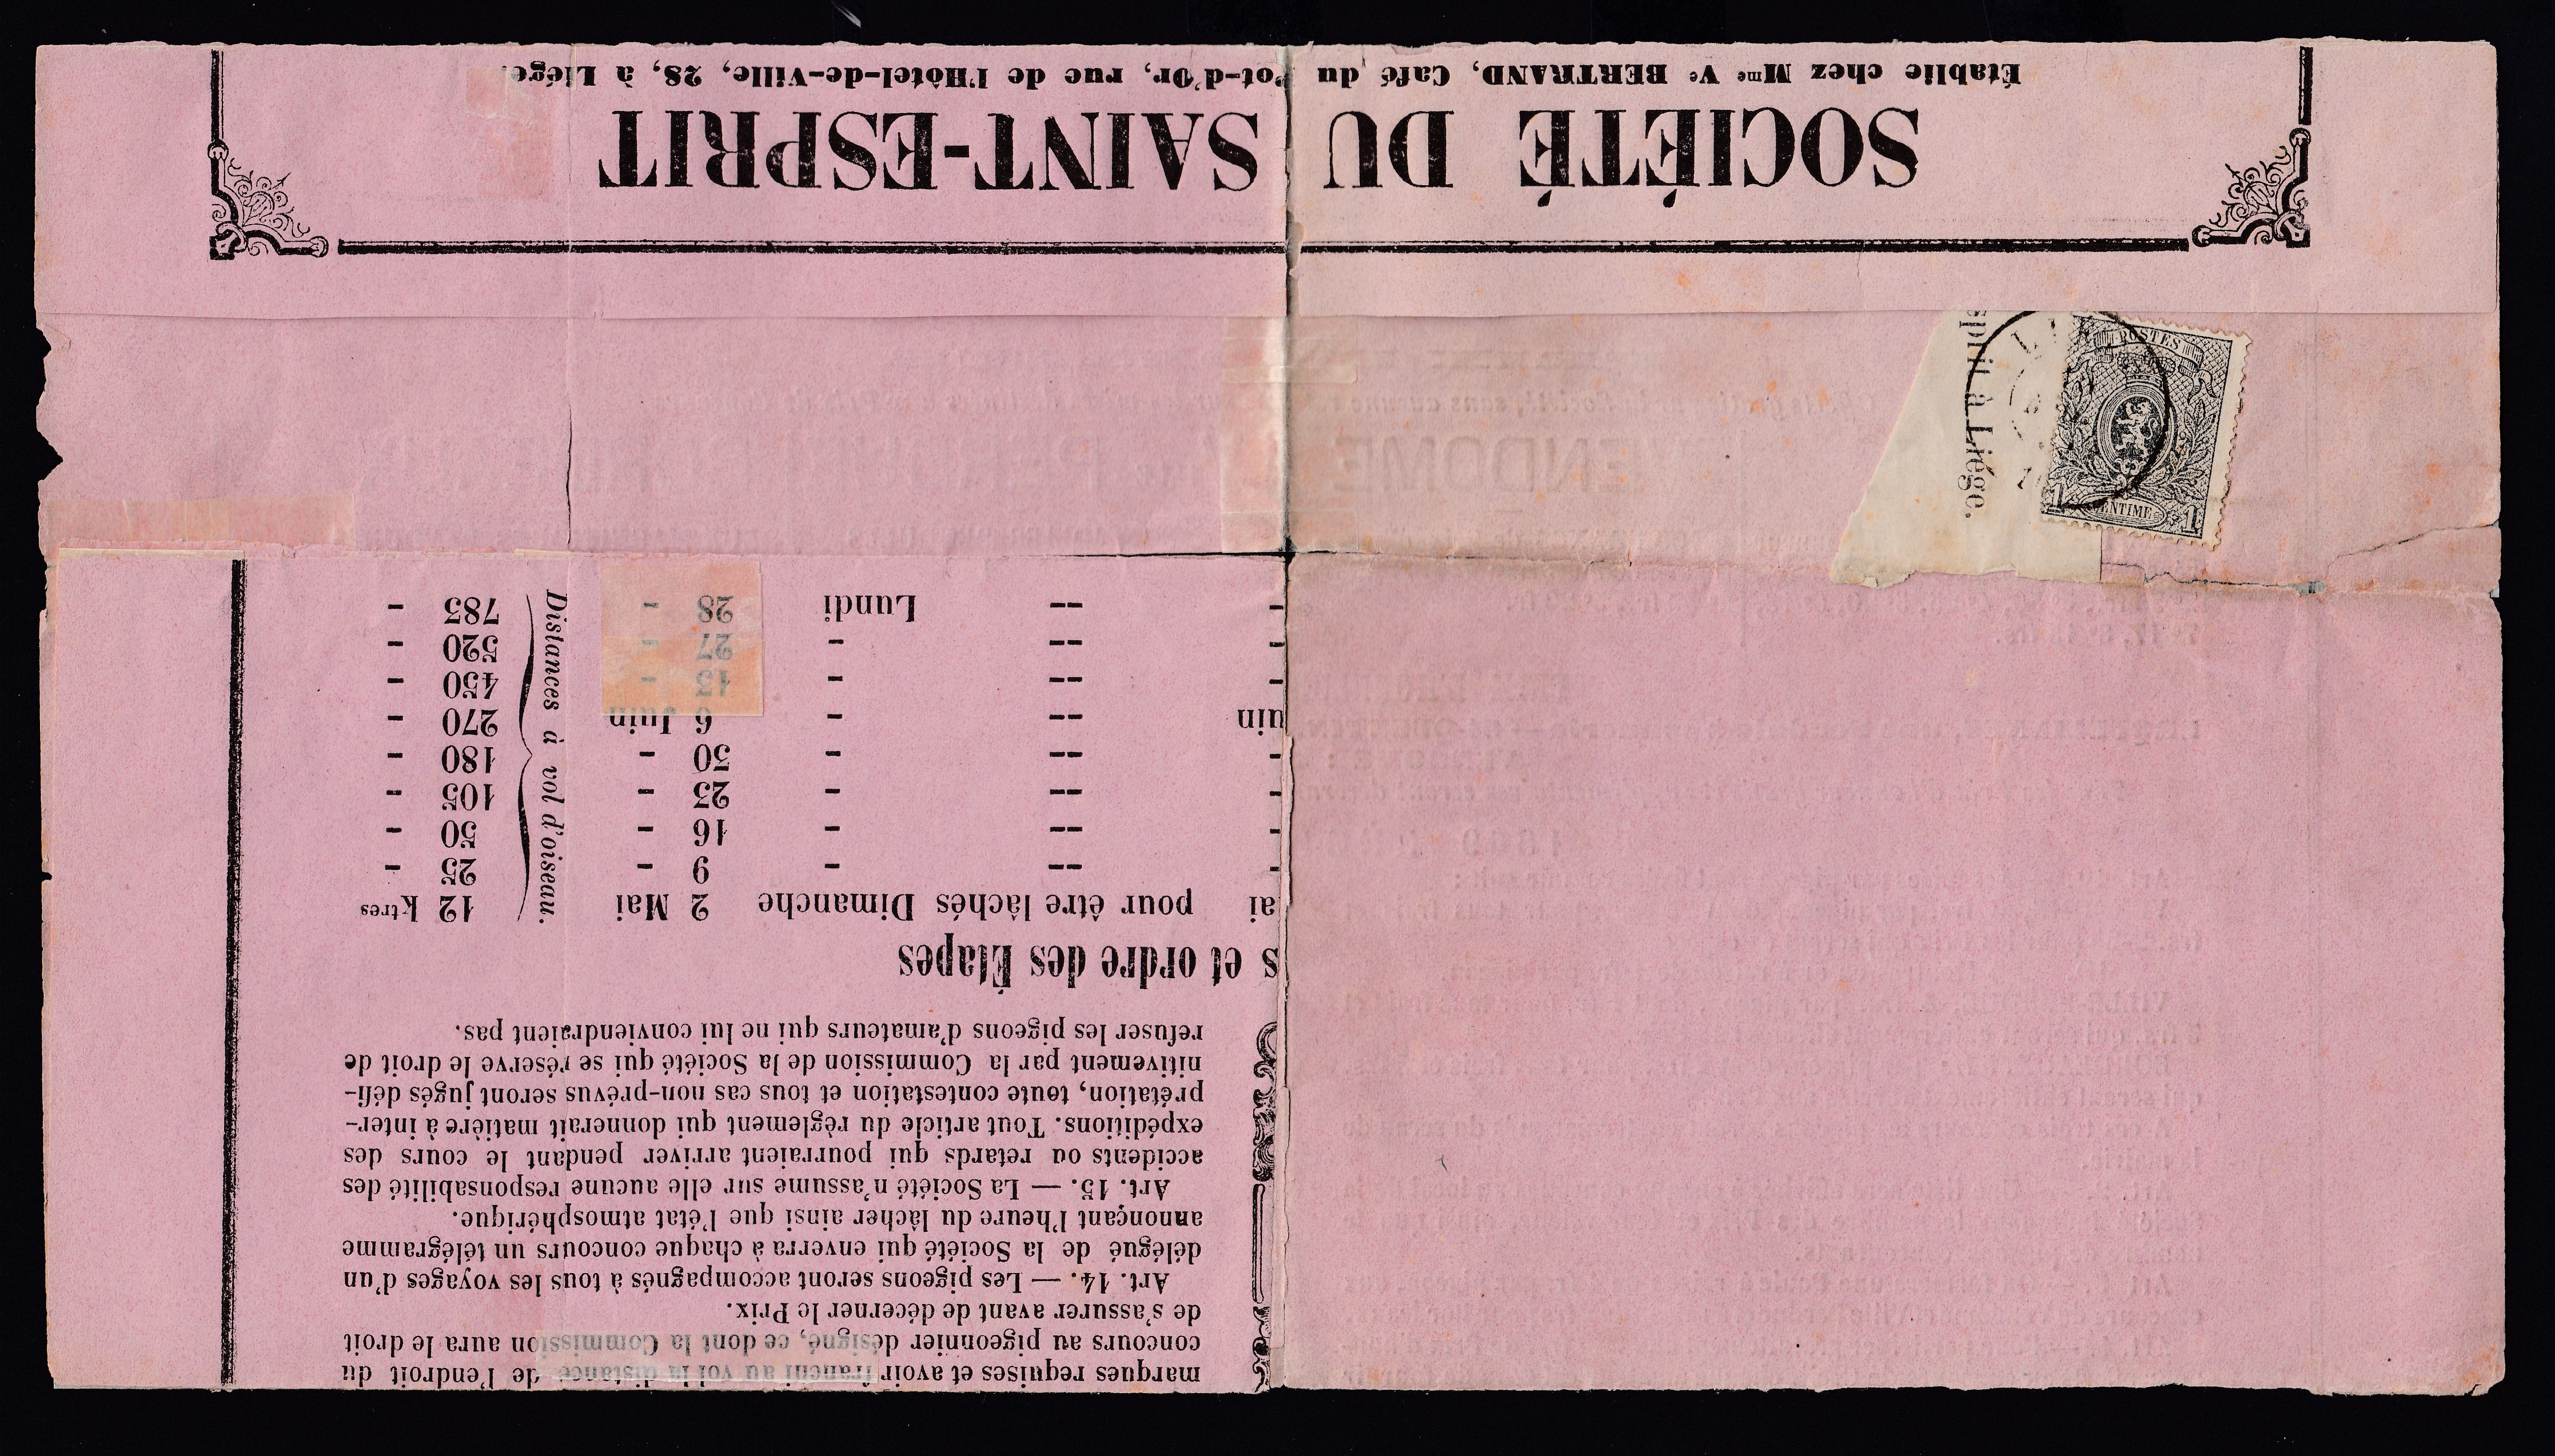 marques requises et avoir franchi au vol la distance de l'endroit du
concours au pigeonnier désigné, ce dont la Commission aura le droit
de s'assurer avant de décerner le Prix.
Art. 14. — Les pigeons seront accompagnés à tous les voyages d'un
délégué de la Société qui enverra à chaque concours un télégramme
annonçant l'heure du lâcher ainsi que l'état atmosphérique.
Art. 15. — La Société n'assume sur elle aucune responsabilité des
accidents ou retards qui pourraient arriver pendant le cours des
expéditions. Tout article du règlement qui donnerait matière à inter-
prétation, toute contestation et tous cas non-prévus seront jugés défi-
nitivement par la Commission de la Société qui se réserve le droit de
refuser les pigeons d'amateurs qui ne lui conviendraient pas.
s et ordre des Étapes
ai pour être lâchés Dimanche 2 Mai 12 ktres
- -- - 9 - 25 -
- -- - 16 - 50 -
- -- - 23 - 105 -
- -- - 30 - 180 -
uin -- - 6 Juin 270 -
- -- - 13 - 450 -
- -- - 27 - 520 -
- -- Lundi 28 - 785 -
Distances à vol d'oiseau.
sprit à Liége.
POSTES
1 CENTIME 1
SOCIÉTÉ DU SAINT-ESPRIT
Établie chez Mme Ve BERTRAND, Café du Pot-d'Or, rue de l'Hôtel-de-Ville, 28, à Liége.